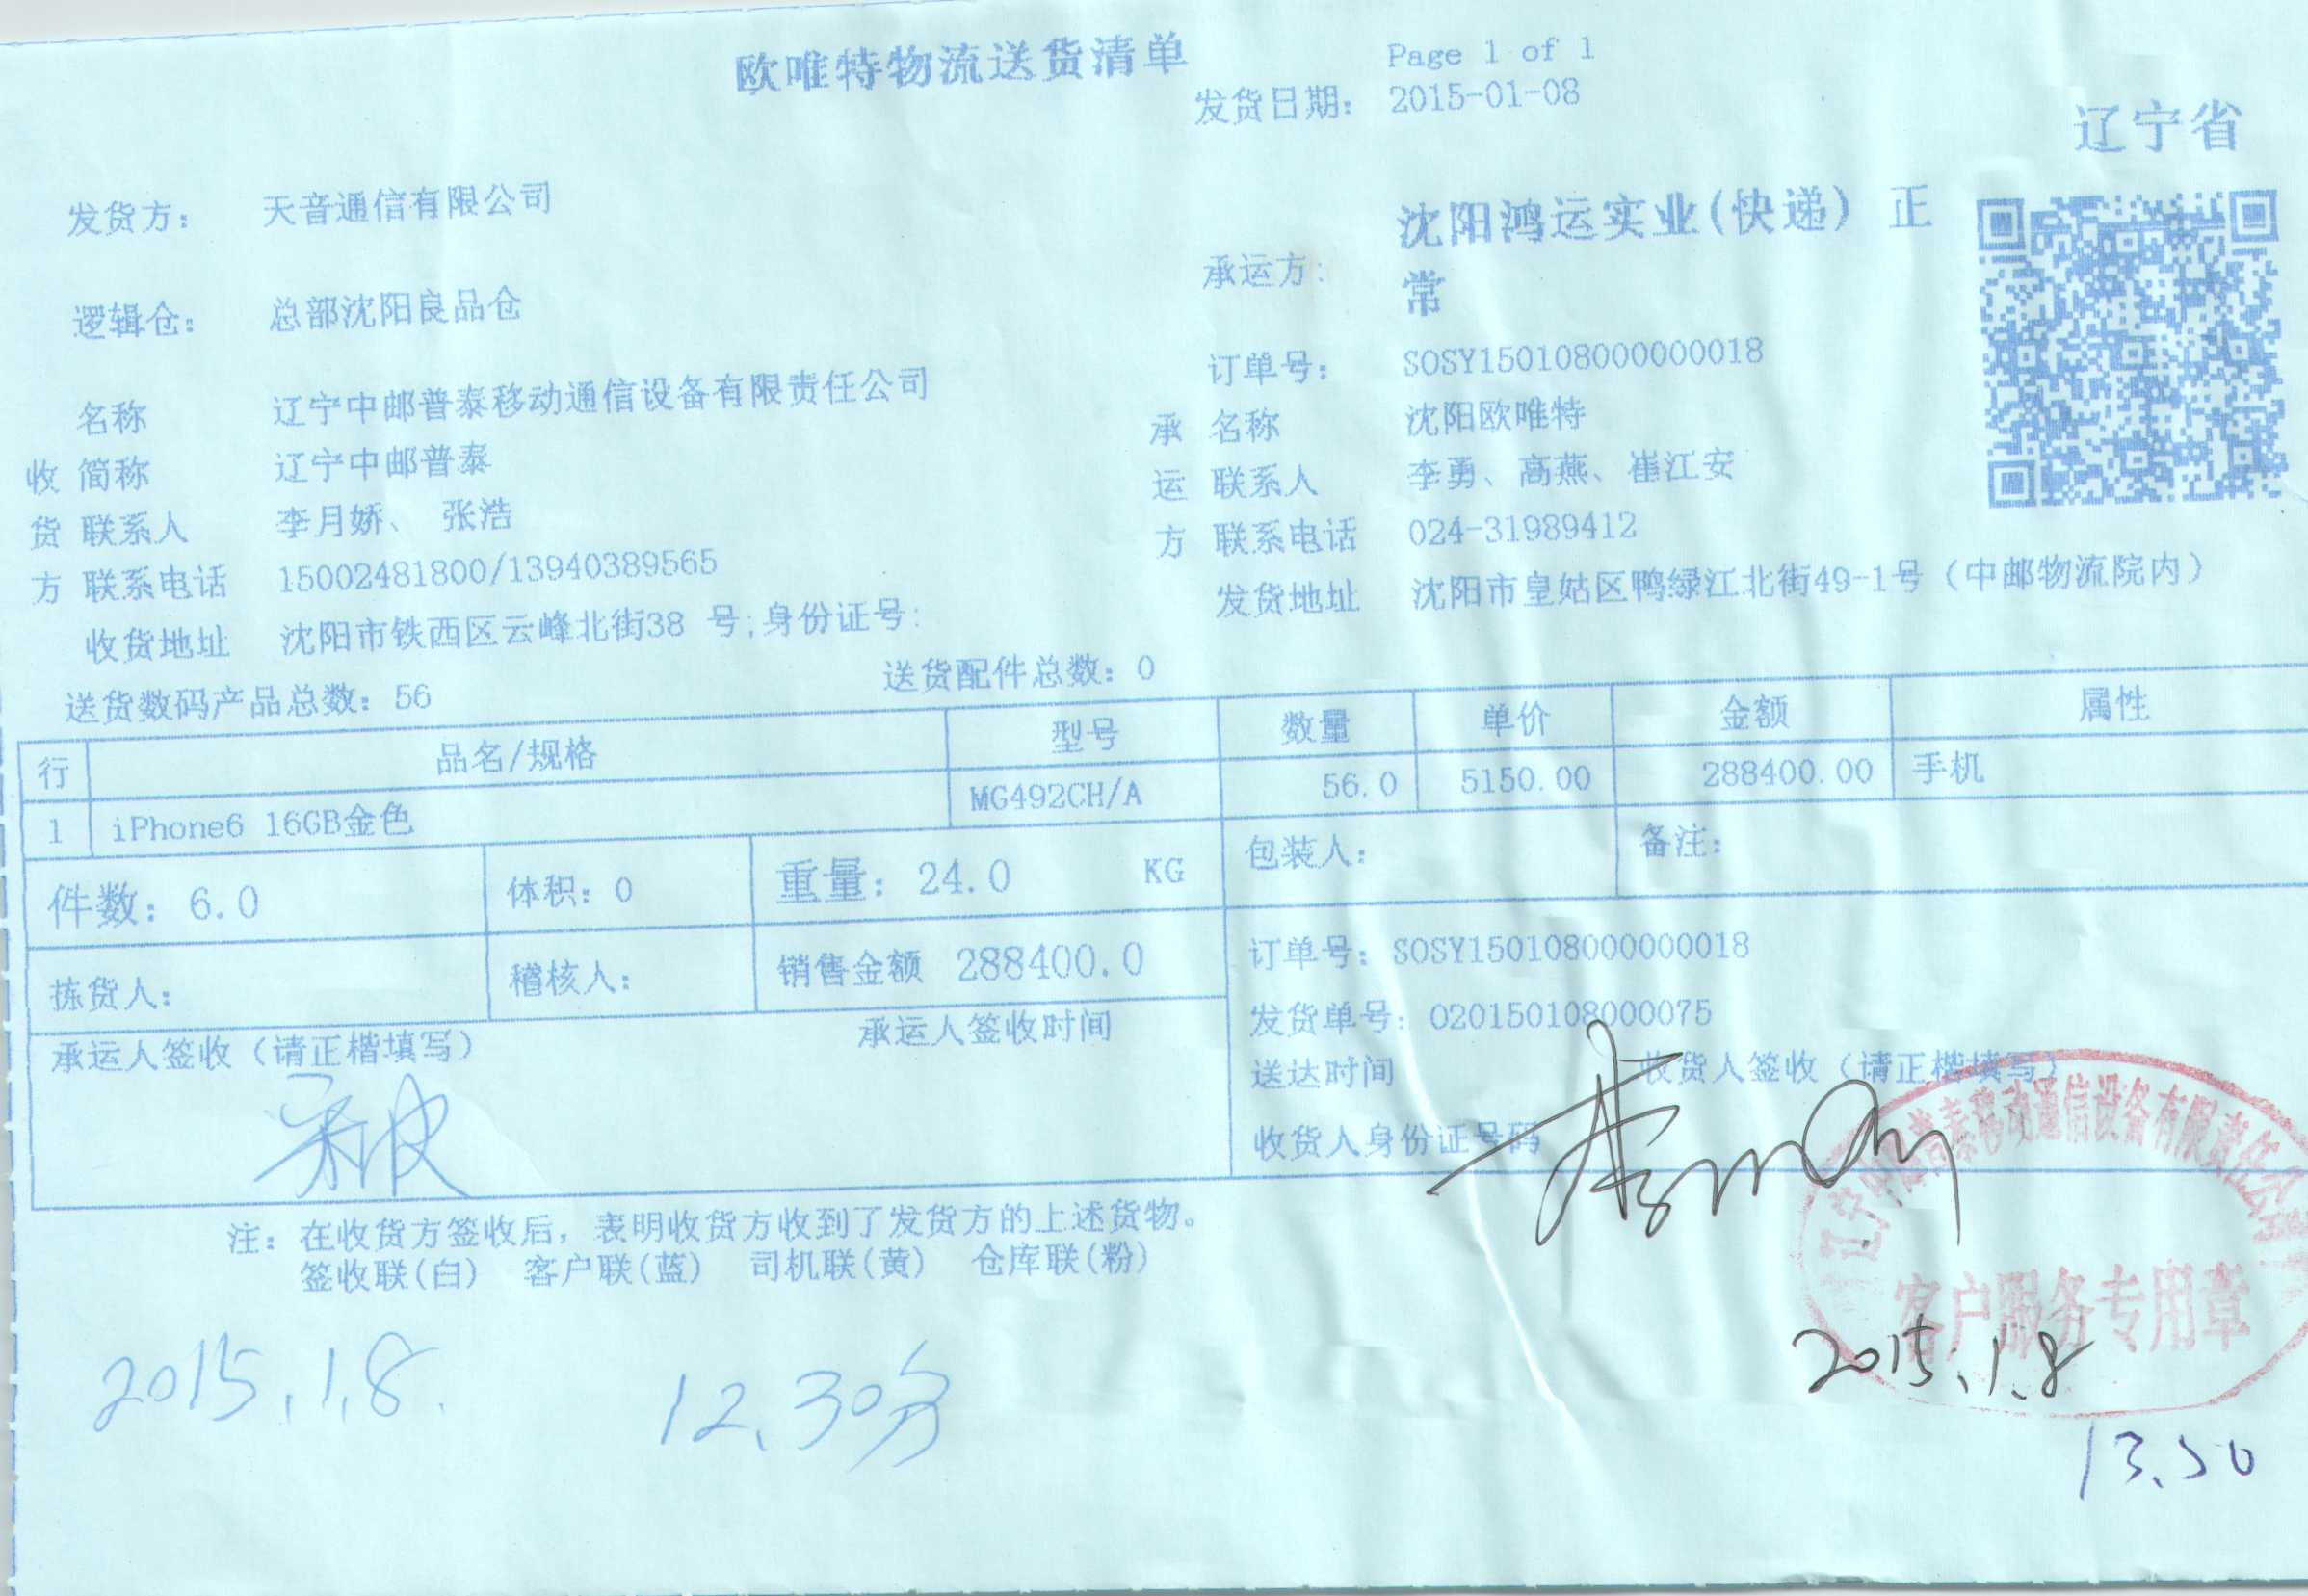 欧唯特物流送货清单
Page 1 of 1
发货日期: 2015-01-08
辽宁省
发货方: 天音通信有限公司
承运方: 沈阳鸿运实业(快递) 正
常
逻辑仓: 总部沈阳良品仓
订单号: SOSY150108000000018
名称 辽宁中邮普泰移动通信设备有限责任公司
承 名称 沈阳欧唯特
收 简称 辽宁中邮普泰
运 联系人 李勇、高燕、崔江安
货 联系人 李月娇、 张浩
方 联系电话 024-31989412
方 联系电话 15002481800/13940389565
发货地址 沈阳市皇姑区鸭绿江北街49-1号(中邮物流院内)
收货地址 沈阳市铁西区云峰北街38 号;身份证号:
送货数码产品总数: 56 送货配件总数: 0
行 品名/规格 型号 数量 单价 金额 属性
1 iPhone6 16GB金色 MG492CH/A 56.0 5150.00 288400.00 手机
件数: 6.0 体积: 0 重量: 24.0 KG 包装人: 备注:
拣货人: 稽核人: 销售金额 288400.0 订单号: SOSY150108000000018
发货单号: 020150108000075
承运人签收(请正楷填写) 承运人签收时间
送达时间 收货人签收(请正楷填写)
收货人身份证号码
注: 在收货方签收后, 表明收货方收到了发货方的上述货物。
签收联(白) 客户联(蓝) 司机联(黄) 仓库联(粉)
普泰移动通信设备有限责任公司
客户服务专用章
2015.1.8. 12.30分
2015.1.8
13.50